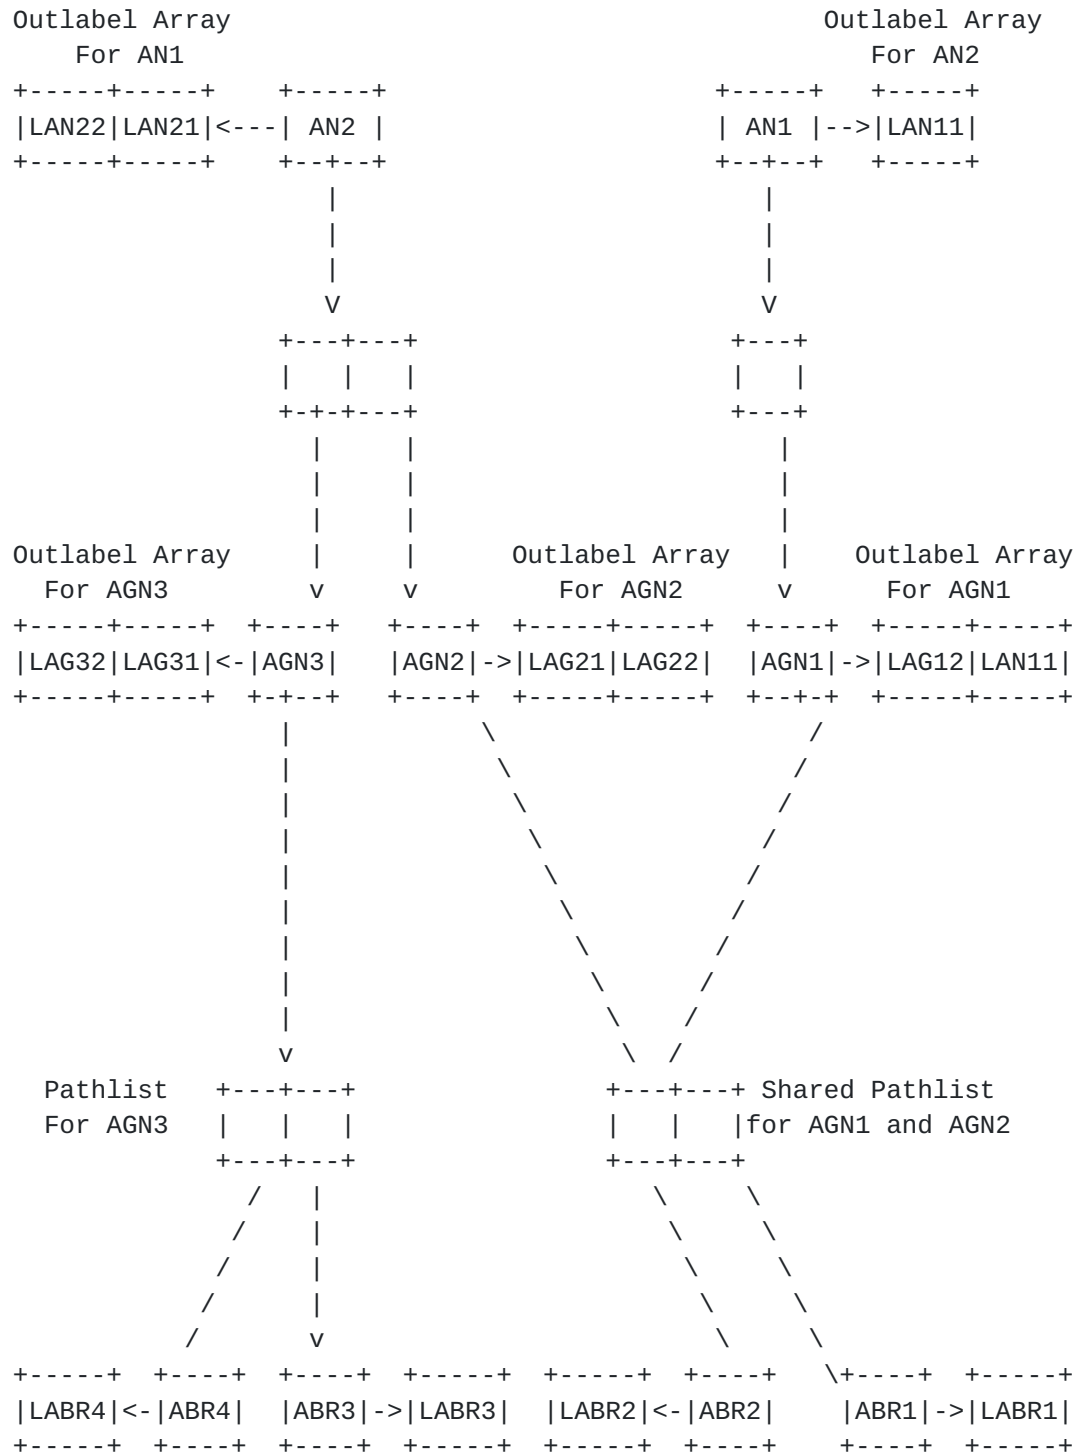 Outlabel Array                                      Outlabel Array
    For AN1                                            For AN2
+-----+-----+    +-----+                     +-----+   +-----+
|LAN22|LAN21|<---| AN2 |                     | AN1 |-->|LAN11|
+-----+-----+    +--+--+                     +--+--+   +-----+
                    |                           |
                    |                           |
                    |                           |
                    V                           V
                 +---+---+                    +---+
                 |   |   |                    |   |
                 +-+-+---+                    +---+
                   |     |                       |
                   |     |                       |
                   |     |                       |
Outlabel Array     |     |      Outlabel Array   |    Outlabel Array
  For AGN3         v     v         For AGN2      v      For AGN1
+-----+-----+  +----+   +----+  +-----+-----+  +----+  +-----+-----+
|LAG32|LAG31|<-|AGN3|   |AGN2|->|LAG21|LAG22|  |AGN1|->|LAG12|LAN11|
+-----+-----+  +-+--+   +----+  +-----+-----+  +--+-+  +-----+-----+
                 |            \                    /
                 |             \                  /
                 |              \                /
                 |               \              /
                 |                \            /
                 |                 \          /
                 |                  \        /
                 |                   \      /
                 |                    \    /
                 v                     \  /
  Pathlist   +---+---+                +---+---+ Shared Pathlist
  For AGN3   |   |   |                |   |   |for AGN1 and AGN2
             +---+---+                +---+---+
               /   |                     \     \
              /    |                      \     \
             /     |                       \     \
            /      |                        \     \
           /       v                         \     \
+-----+  +----+  +----+  +-----+  +-----+  +----+   \+----+  +-----+
|LABR4|<-|ABR4|  |ABR3|->|LABR3|  |LABR2|<-|ABR2|    |ABR1|->|LABR1|
+-----+  +----+  +----+  +-----+  +-----+  +----+    +----+  +-----+